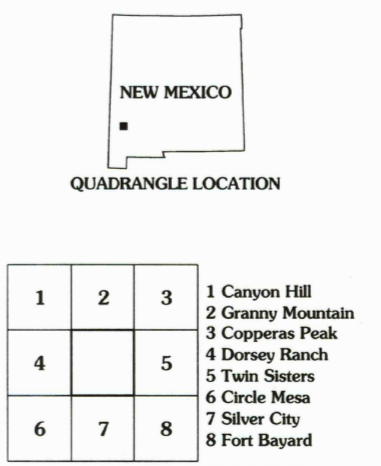 NEW MEXICO
QUADRANGLE LOCATION
1 2 3
4 5
6 7 8
1 Canyon Hill
2 Granny Mountain
3 Copperas Peak
4 Dorsey Ranch
5 Twin Sisters
6 Circle Mesa
7 Silver City
8 Fort Bayard